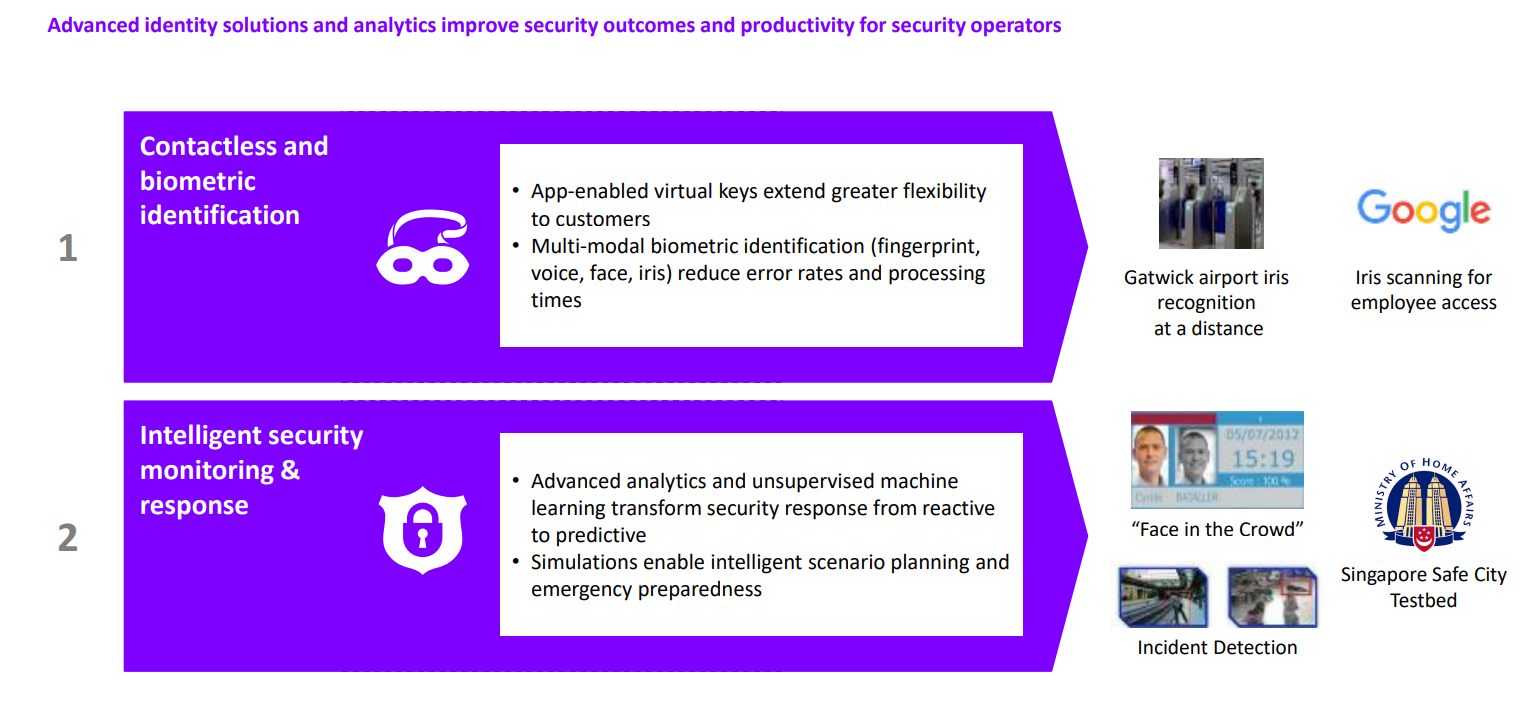 Advanced identity solutions and analytics improve security outcomes and productivity for security operators
1
Contactless and
biometric
identification
• App-enabled virtual keys extend greater flexibility
to customers
• Multi-modal biometric identification (fingerprint,
voice, face, iris) reduce error rates and processing
times
Gatwick airport iris
recognition
at a distance
Google
Iris scanning for
employee access
2
Intelligent security
monitoring &
response
• Advanced analytics and unsupervised machine
learning transform security response from reactive
to predictive
• Simulations enable intelligent scenario planning and
emergency preparedness
05/07/2012
15:19
Score : 100 %
Cyrille BATALLER
“Face in the Crowd”
Incident Detection
MINISTRY OF HOME AFFAIRS
Singapore Safe City
Testbed